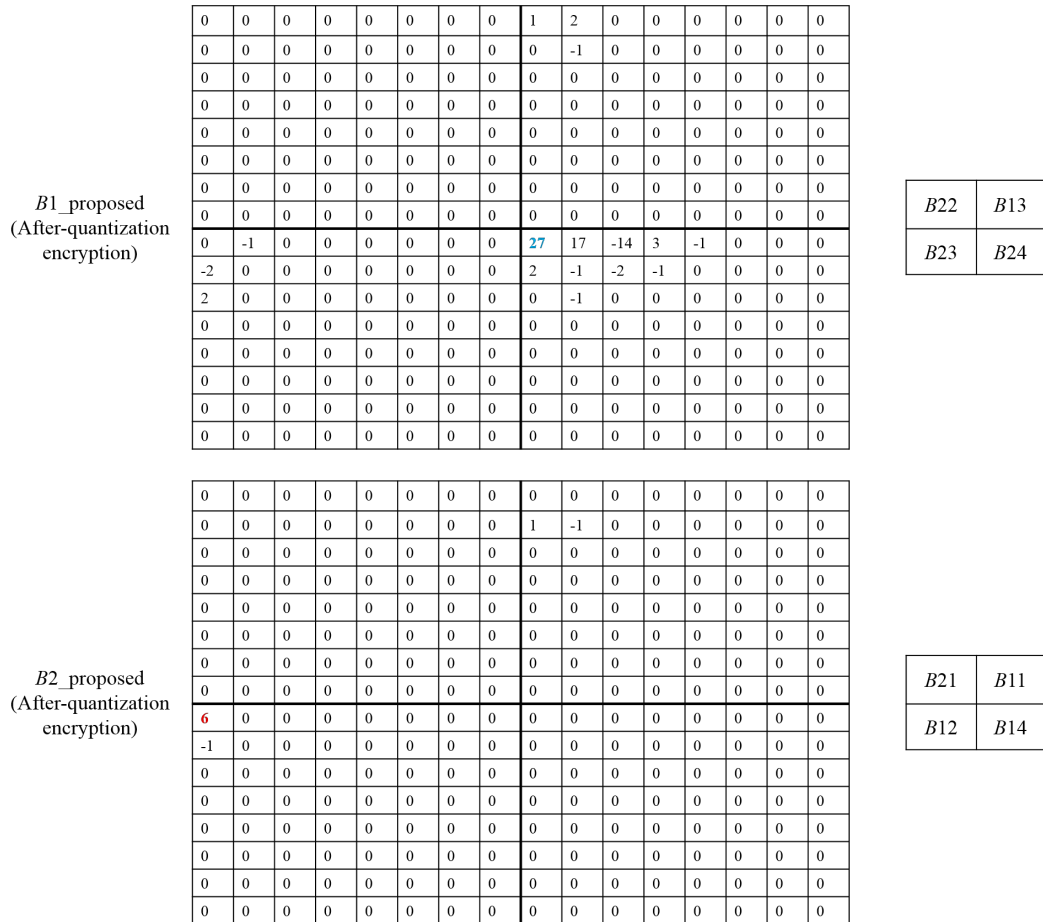 0 0 0 0 0 0 0 0 1 2 0 0 0 0 0 0
0 0 0 0 0 0 0 0 0 -1 0 0 0 0 0 0
0 0 0 0 0 0 0 0 0 0 0 0 0 0 0 0
0 0 0 0 0 0 0 0 0 0 0 0 0 0 0 0
0 0 0 0 0 0 0 0 0 0 0 0 0 0 0 0
0 0 0 0 0 0 0 0 0 0 0 0 0 0 0 0
0 0 0 0 0 0 0 0 0 0 0 0 0 0 0 0
0 0 0 0 0 0 0 0 0 0 0 0 0 0 0 0
0 -1 0 0 0 0 0 0 27 17 -14 3 -1 0 0 0
-2 0 0 0 0 0 0 0 2 -1 -2 -1 0 0 0 0
2 0 0 0 0 0 0 0 0 -1 0 0 0 0 0 0
0 0 0 0 0 0 0 0 0 0 0 0 0 0 0 0
0 0 0 0 0 0 0 0 0 0 0 0 0 0 0 0
0 0 0 0 0 0 0 0 0 0 0 0 0 0 0 0
0 0 0 0 0 0 0 0 0 0 0 0 0 0 0 0
0 0 0 0 0 0 0 0 0 0 0 0 0 0 0 0
B1_proposed
(After-quantization
encryption)
B22 B13
B23 B24
0 0 0 0 0 0 0 0 0 0 0 0 0 0 0 0
0 0 0 0 0 0 0 0 1 -1 0 0 0 0 0 0
0 0 0 0 0 0 0 0 0 0 0 0 0 0 0 0
0 0 0 0 0 0 0 0 0 0 0 0 0 0 0 0
0 0 0 0 0 0 0 0 0 0 0 0 0 0 0 0
0 0 0 0 0 0 0 0 0 0 0 0 0 0 0 0
0 0 0 0 0 0 0 0 0 0 0 0 0 0 0 0
0 0 0 0 0 0 0 0 0 0 0 0 0 0 0 0
6 0 0 0 0 0 0 0 0 0 0 0 0 0 0 0
-1 0 0 0 0 0 0 0 0 0 0 0 0 0 0 0
0 0 0 0 0 0 0 0 0 0 0 0 0 0 0 0
0 0 0 0 0 0 0 0 0 0 0 0 0 0 0 0
0 0 0 0 0 0 0 0 0 0 0 0 0 0 0 0
0 0 0 0 0 0 0 0 0 0 0 0 0 0 0 0
0 0 0 0 0 0 0 0 0 0 0 0 0 0 0 0
0 0 0 0 0 0 0 0 0 0 0 0 0 0 0 0
B2_proposed
(After-quantization
encryption)
B21 B11
B12 B14